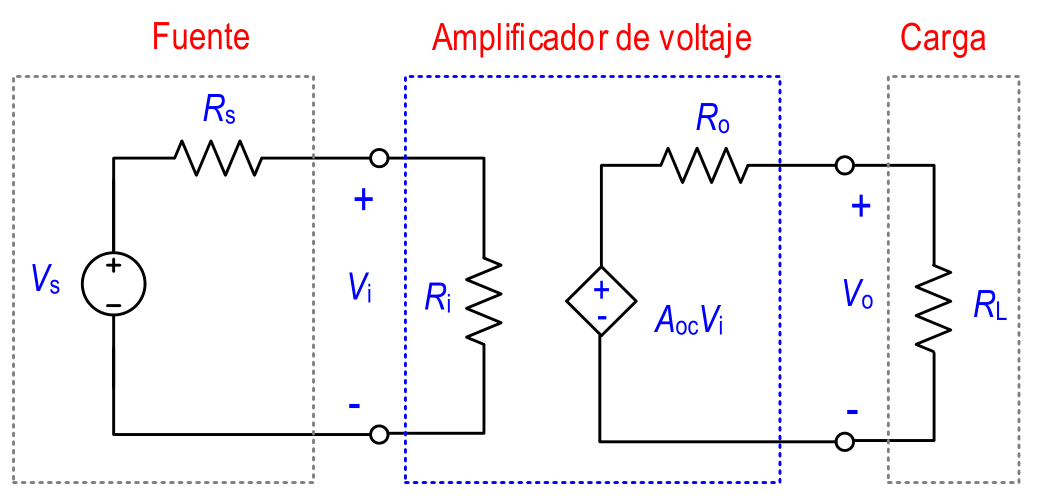 Fuente
Amplificador de voltaje
Carga
Rs
Ro
+
+
+
-
Vs
Vi
Ri
+
-
AocVi
Vo
RL
-
-